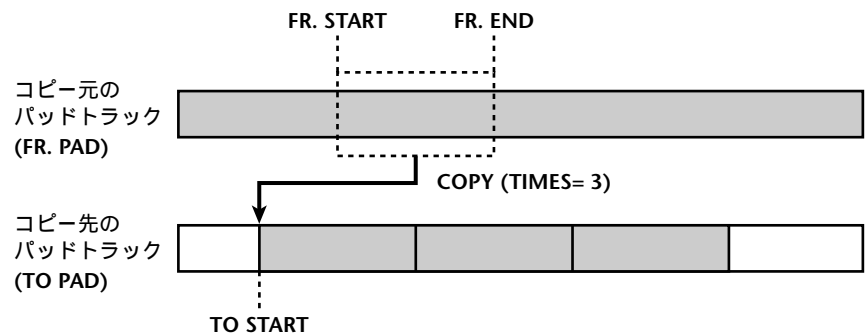 FR. START FR. END
コピー元の
パッドトラック
(FR. PAD)
COPY (TIMES= 3)
コピー先の
パッドトラック
(TO PAD)
TO START